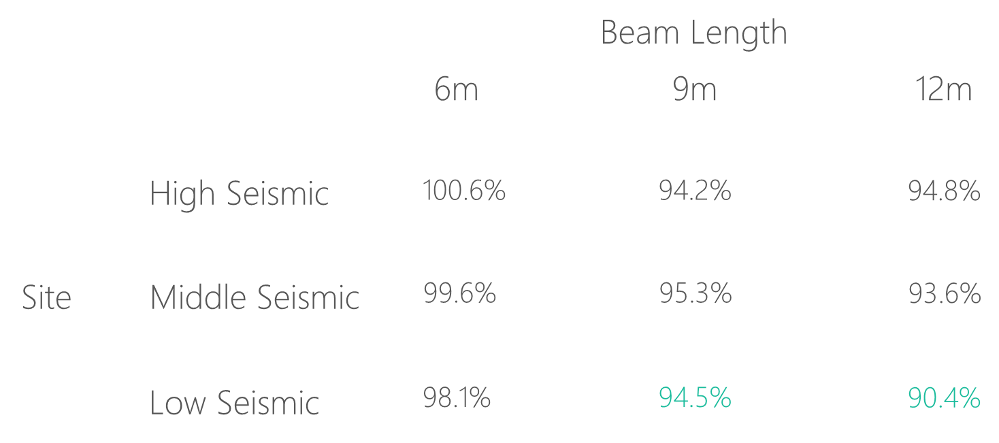 Beam Length
6m 9m 12m
High Seismic 100.6% 94.2% 94.8%
Site Middle Seismic 99.6% 95.3% 93.6%
Low Seismic 98.1% 94.5% 90.4%